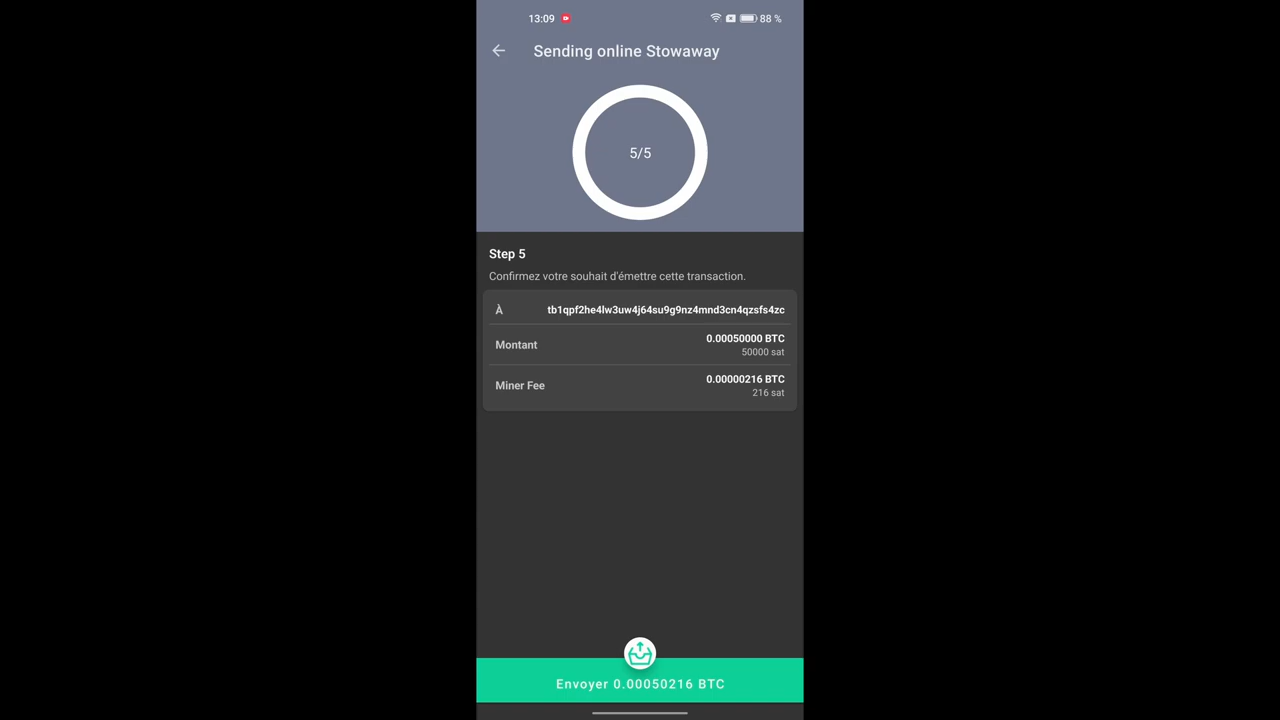 13:09 88 %
Sending online Stowaway
5/5
Step 5
Confirmez votre souhait d'émettre cette transaction.
À tb1qpf2he4lw3uw4j64su9g9nz4mnd3cn4qzsfs4zc
Montant 0.00050000 BTC
50000 sat
Miner Fee 0.00000216 BTC
216 sat
Envoyer 0.00050216 BTC